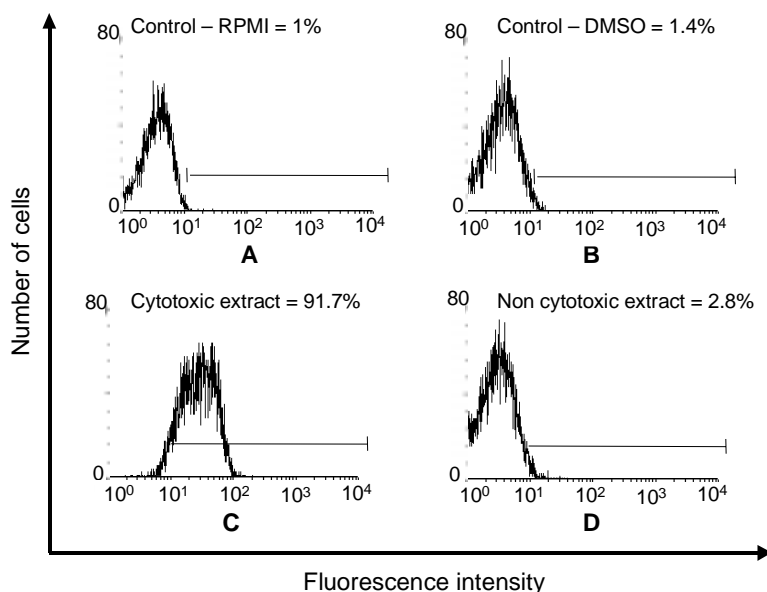 Number of cells
Control – RPMI = 1%
80
0
10⁰ 10¹ 10² 10³ 10⁴
A
Control – DMSO = 1.4%
80
0
10⁰ 10¹ 10² 10³ 10⁴
B
Cytotoxic extract = 91.7%
80
0
10⁰ 10¹ 10² 10³ 10⁴
C
Non cytotoxic extract = 2.8%
80
0
10⁰ 10¹ 10² 10³ 10⁴
D
Fluorescence intensity